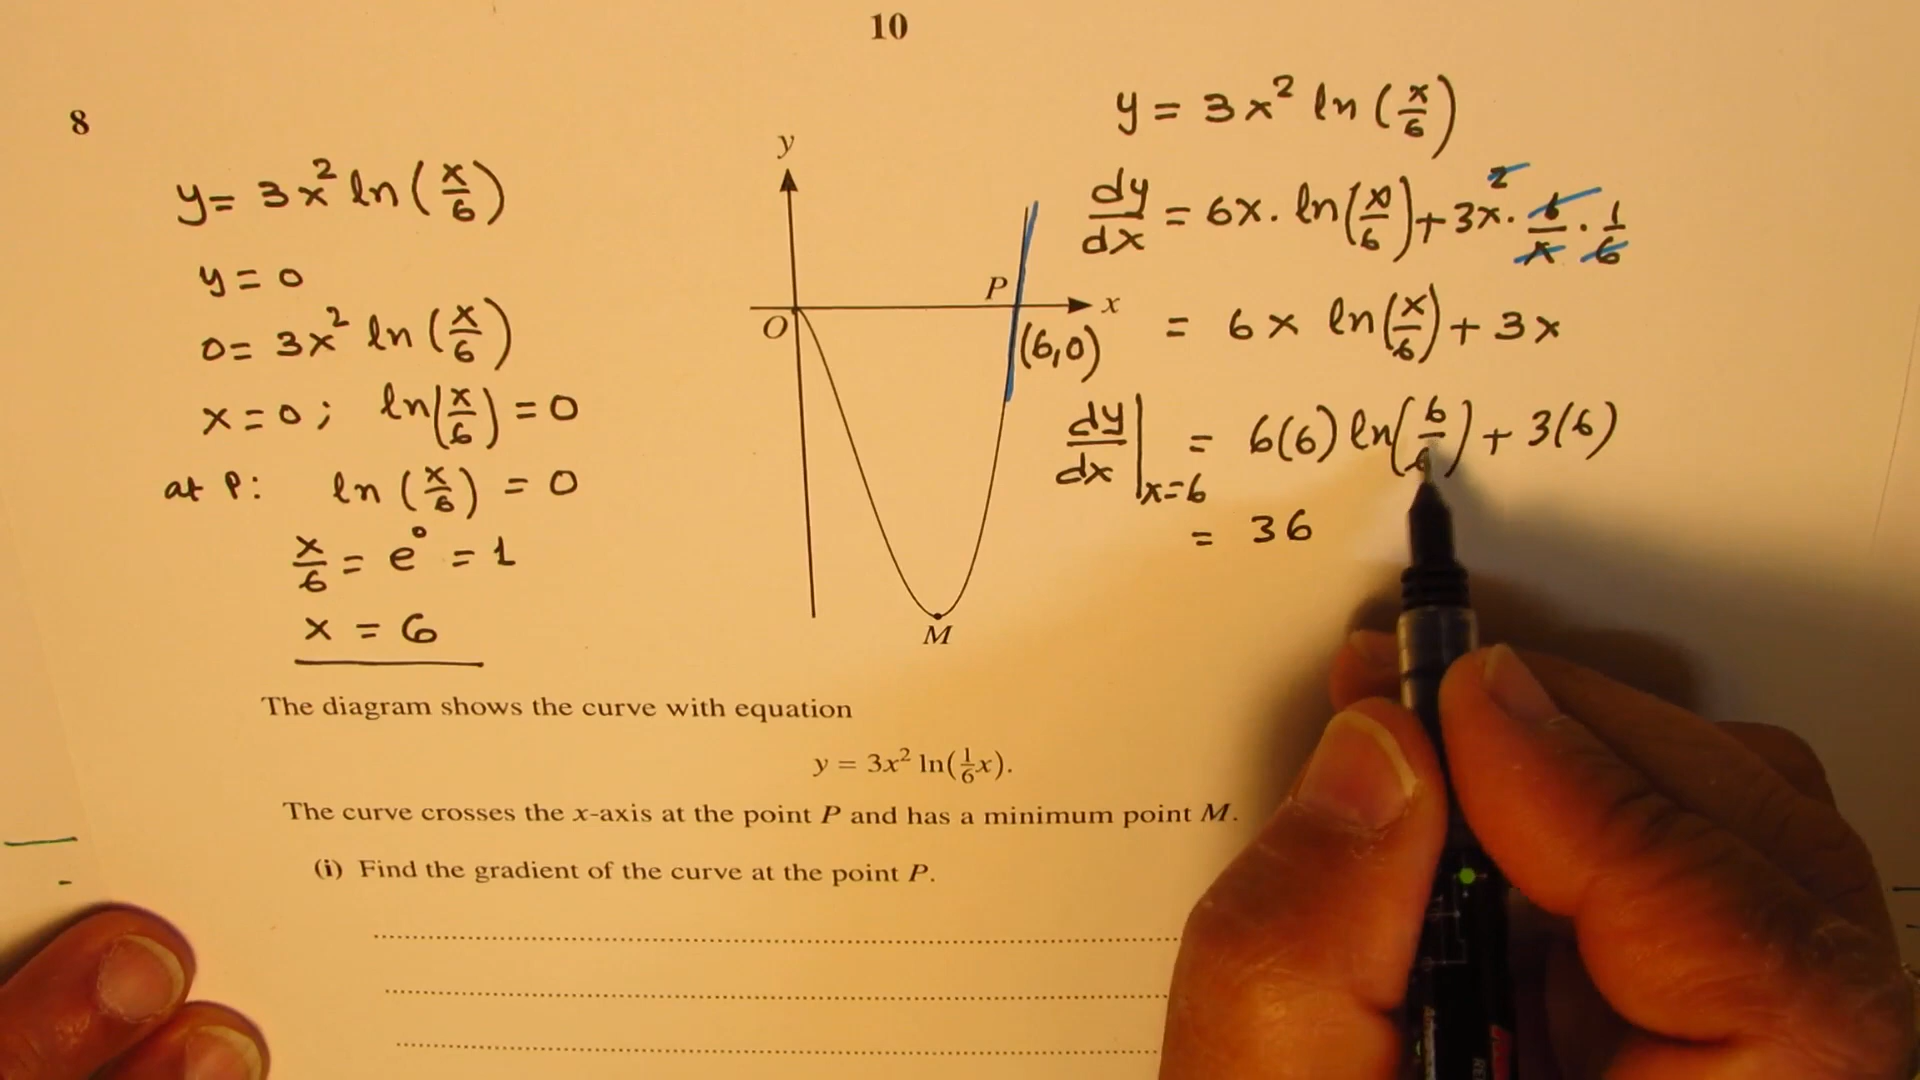 10
8
y = 3x² ln(x/6)
y = 0
0 = 3x² ln(x/6)
x = 0; ln(x/6) = 0
at P: ln(x/6) = 0
x/6 = e⁰ = 1
x = 6
y
P
x
O
(6,0)
M
y = 3x² ln(x/6)
dy/dx = 6x. ln(x/6) + 3x². 6/x · 1/6
= 6x ln(x/6) + 3x
dy/dx |x=6 = 6(6) ln(6/6) + 3(6)
= 36
The diagram shows the curve with equation
y = 3x² ln(1/6 x).
The curve crosses the x-axis at the point P and has a minimum point M.
(i) Find the gradient of the curve at the point P.